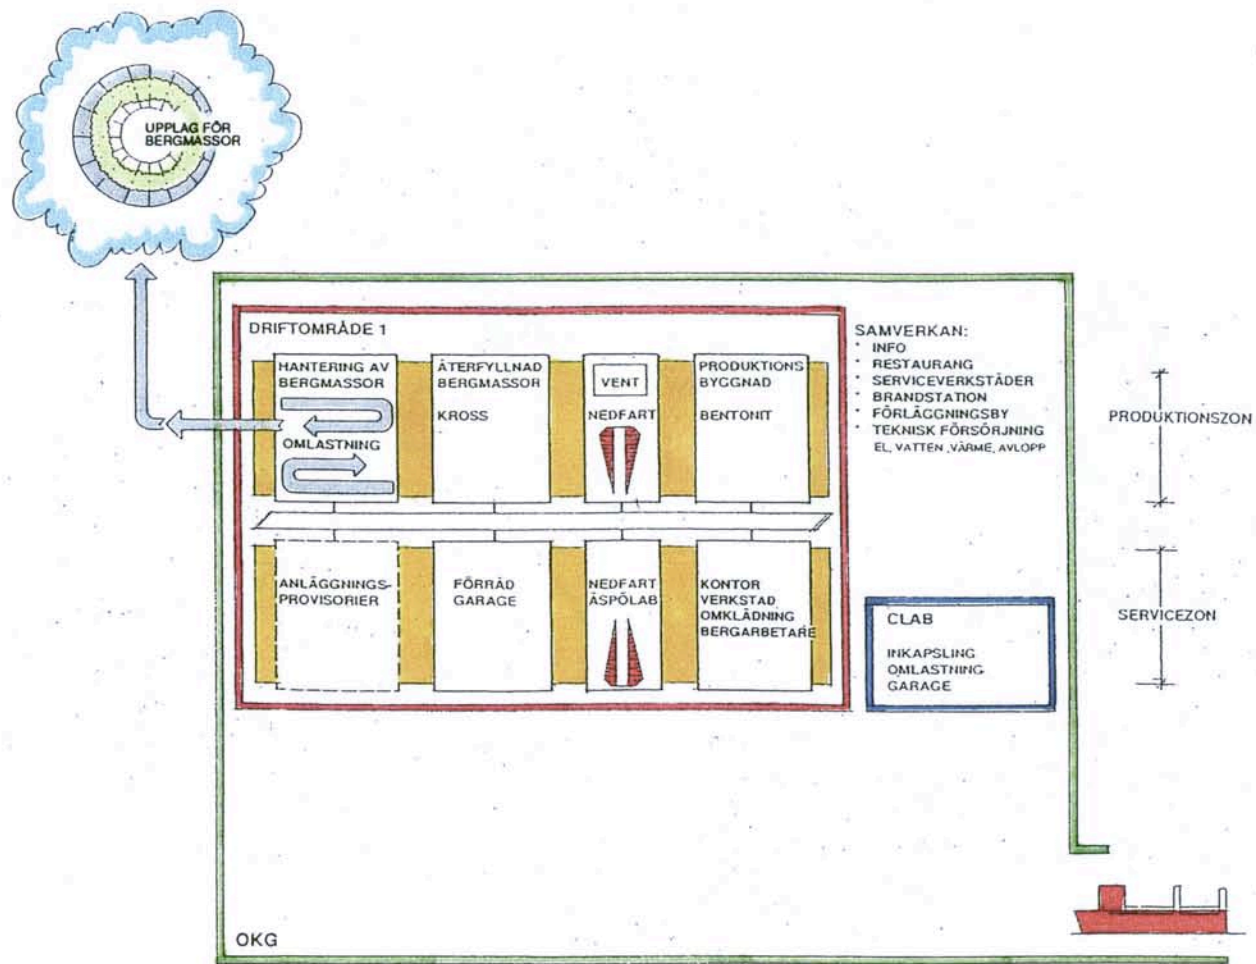 UPPLAG FÖR
BERGMASSOR
DRIFTOMRÅDE 1
HANTERING AV
BERGMASSOR
OMLASTNING
ÅTERFYLLNAD
BERGMASSOR
KROSS
VENT
NEDFART
PRODUKTIONS
BYGGNAD
BENTONIT
SAMVERKAN:
* INFO
* RESTAURANG
* SERVICEVERKSTÄDER
* BRANDSTATION
* FÖRLÄGGNINGSBY
* TEKNISK FÖRSÖRJNING
EL, VATTEN ,VÄRME, AVLOPP
PRODUKTIONSZON
ANLÄGGNINGS-
PROVISORIER
FÖRRÅD
GARAGE
NEDFART
ÄSPÖLAB
KONTOR
VERKSTAD
OMKLÄDNING
BERGARBETARE
CLAB
INKAPSLING
OMLASTNING
GARAGE
SERVICEZON
OKG